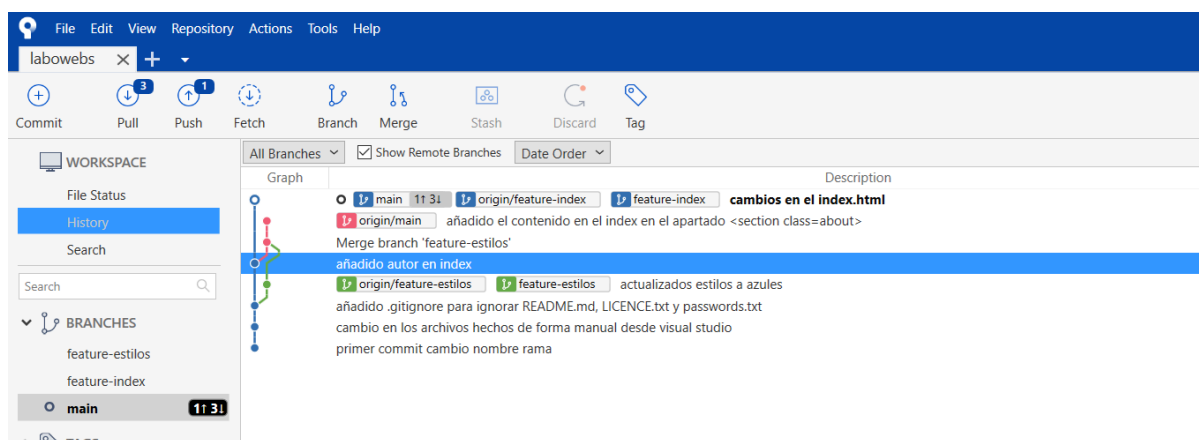 File Edit View Repository Actions Tools Help
labowebs
3 1
Commit Pull Push Fetch Branch Merge Stash Discard Tag
WORKSPACE
File Status
History
Search
Search
BRANCHES
feature-estilos
feature-index
main 1↑ 3↓
All Branches Show Remote Branches Date Order
Graph Description
main 1↑ 3↓ origin/feature-index feature-index cambios en el index.html
origin/main añadido el contenido en el index en el apartado <section class=about>
Merge branch 'feature-estilos'
añadido autor en index
origin/feature-estilos feature-estilos actualizados estilos a azules
añadido .gitignore para ignorar README.md, LICENCE.txt y passwords.txt
cambio en los archivos hechos de forma manual desde visual studio
primer commit cambio nombre rama